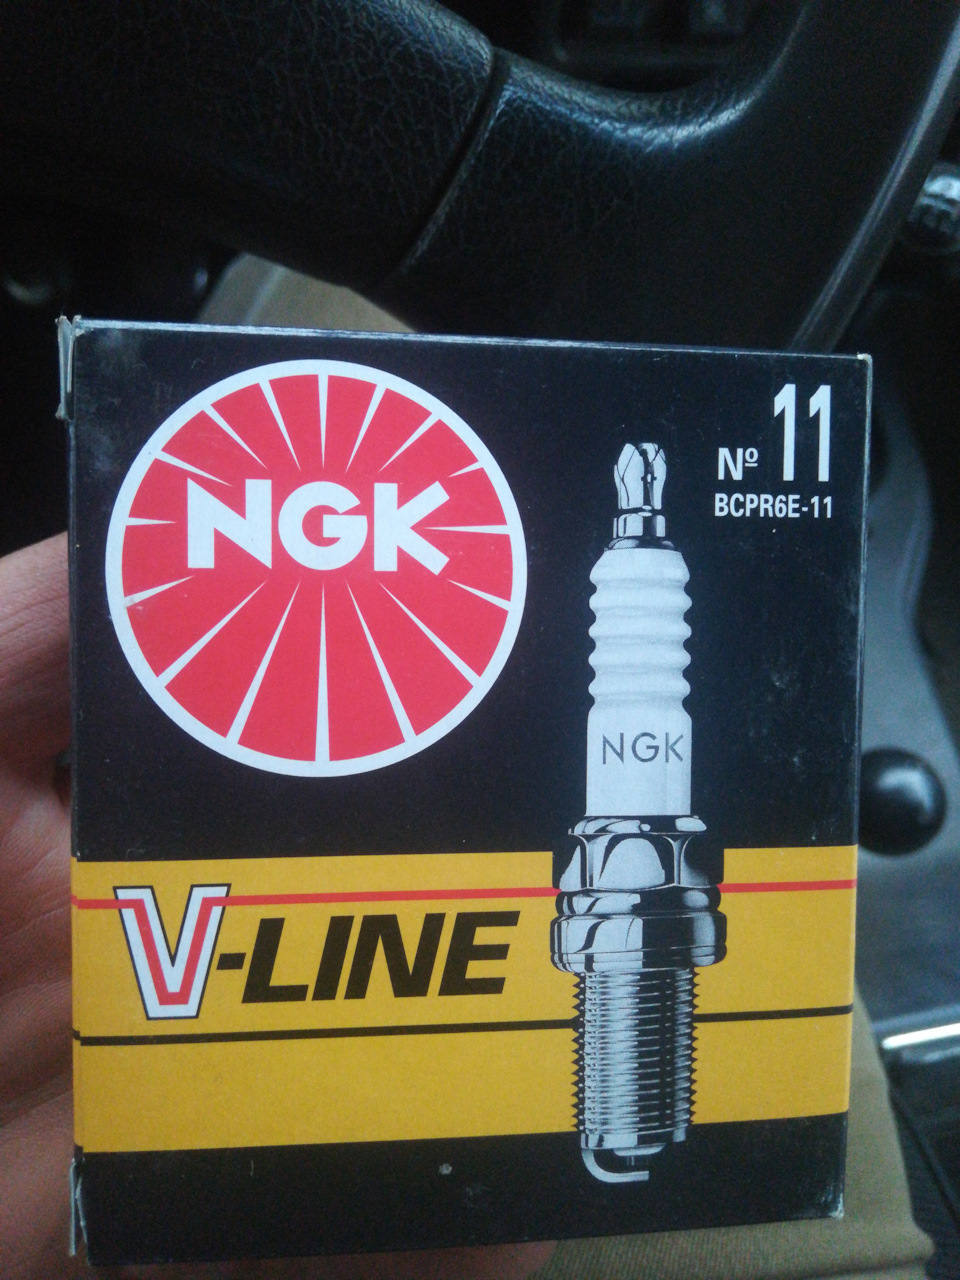 NGK
Nº 11
BCPR6E-11
NGK
V-LINE